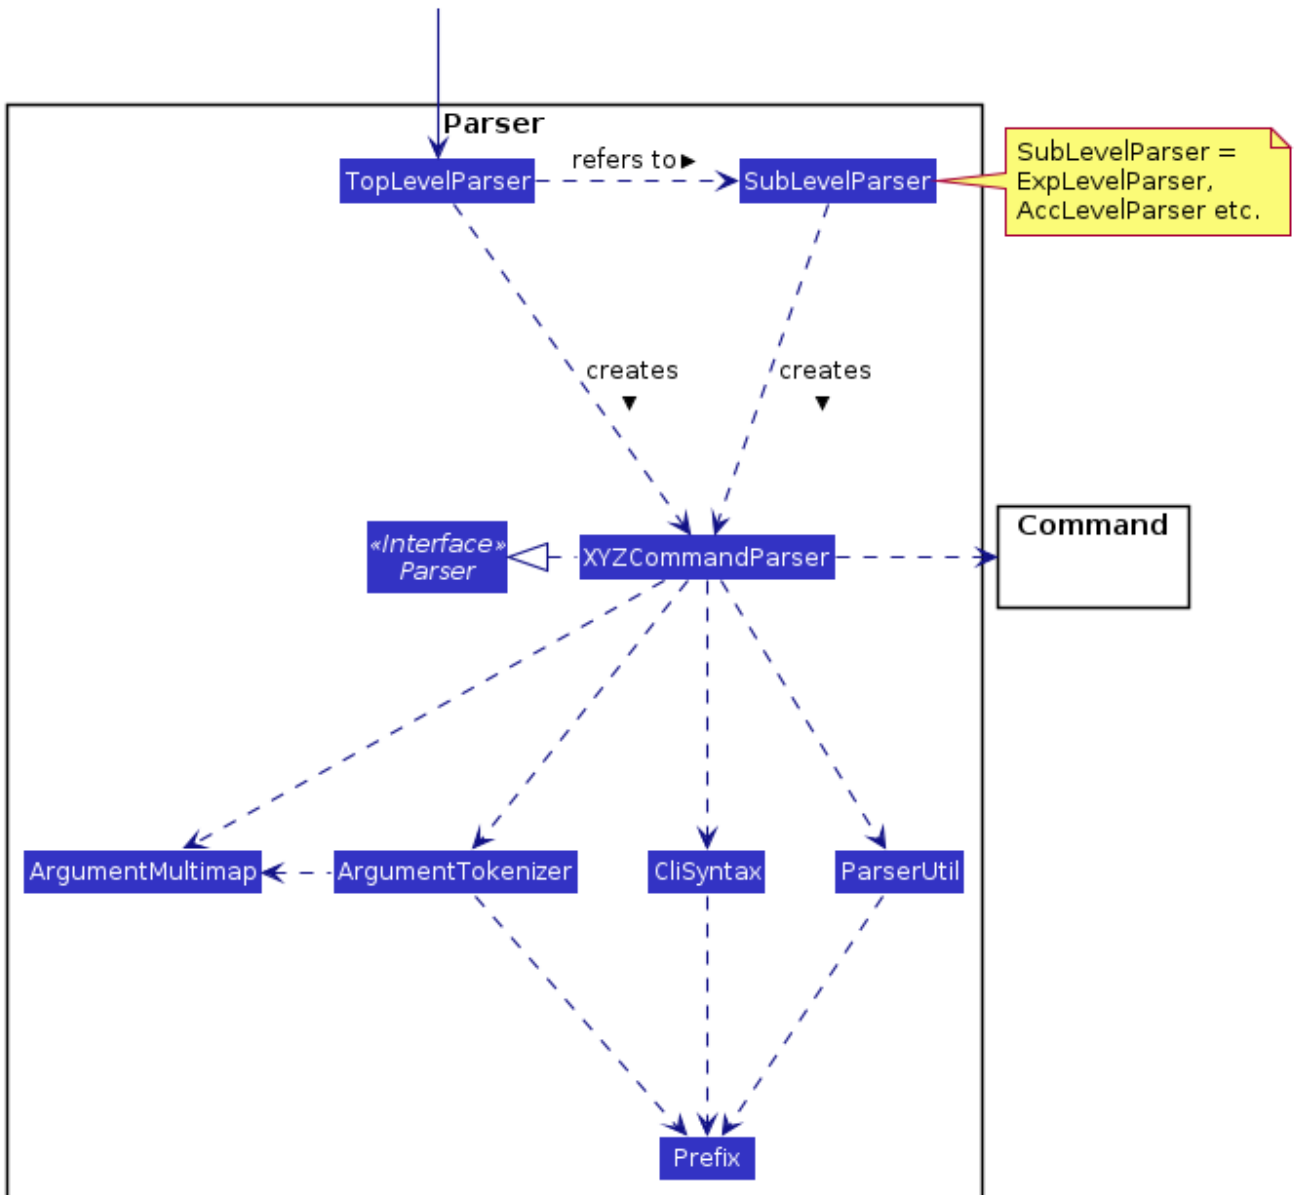 Parser
TopLevelParser
refers to ►
SubLevelParser
SubLevelParser =
ExpLevelParser,
AccLevelParser etc.
creates
▼
creates
▼
«Interface»
Parser
XYZCommandParser
Command
ArgumentMultimap
ArgumentTokenizer
CliSyntax
ParserUtil
Prefix